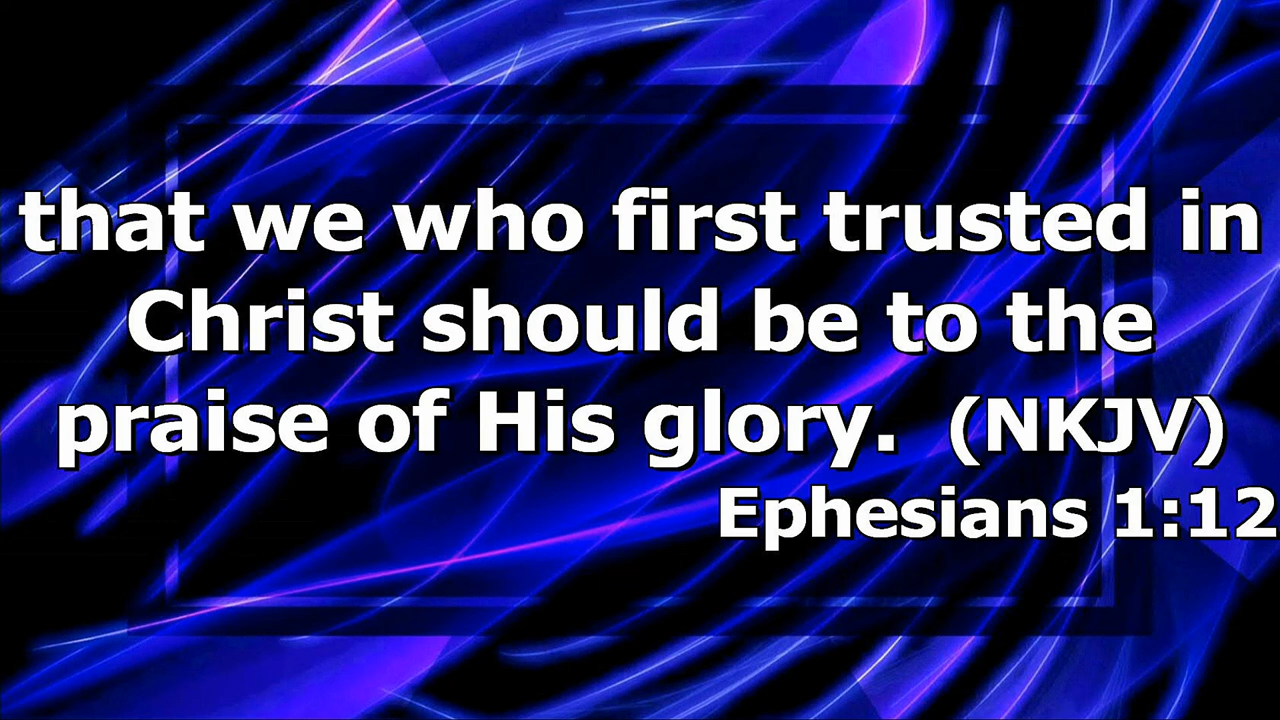 that we who first trusted in
Christ should be to the
praise of His glory. (NKJV)
Ephesians 1:12